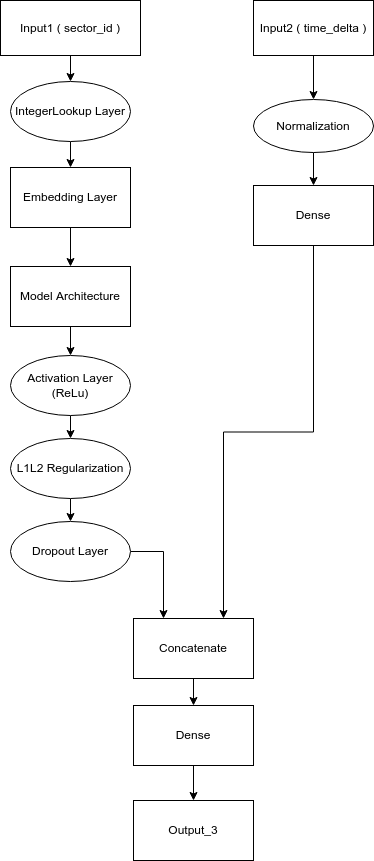 Input1 ( sector_id )
Input2 ( time_delta )
IntegerLookup Layer
Normalization
Embedding Layer
Dense
Model Architecture
Activation Layer
(ReLu)
L1L2 Regularization
Dropout Layer
Concatenate
Dense
Output_3